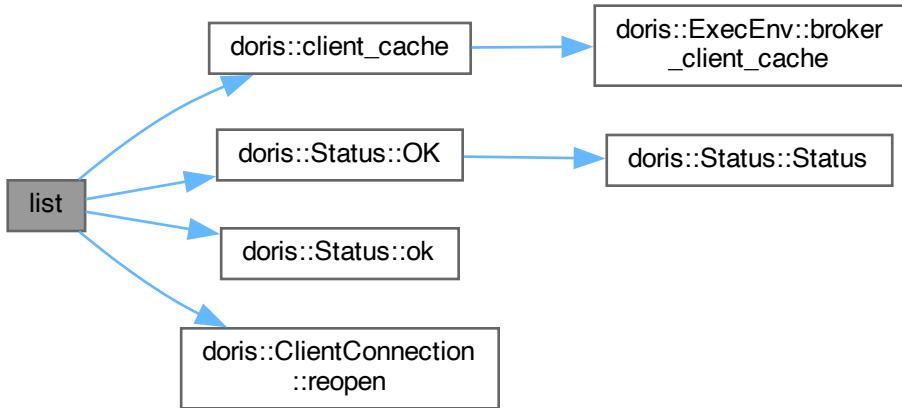 list
doris::client_cache
doris::ExecEnv::broker
_client_cache
doris::Status::OK
doris::Status::Status
doris::Status::ok
doris::ClientConnection
::reopen